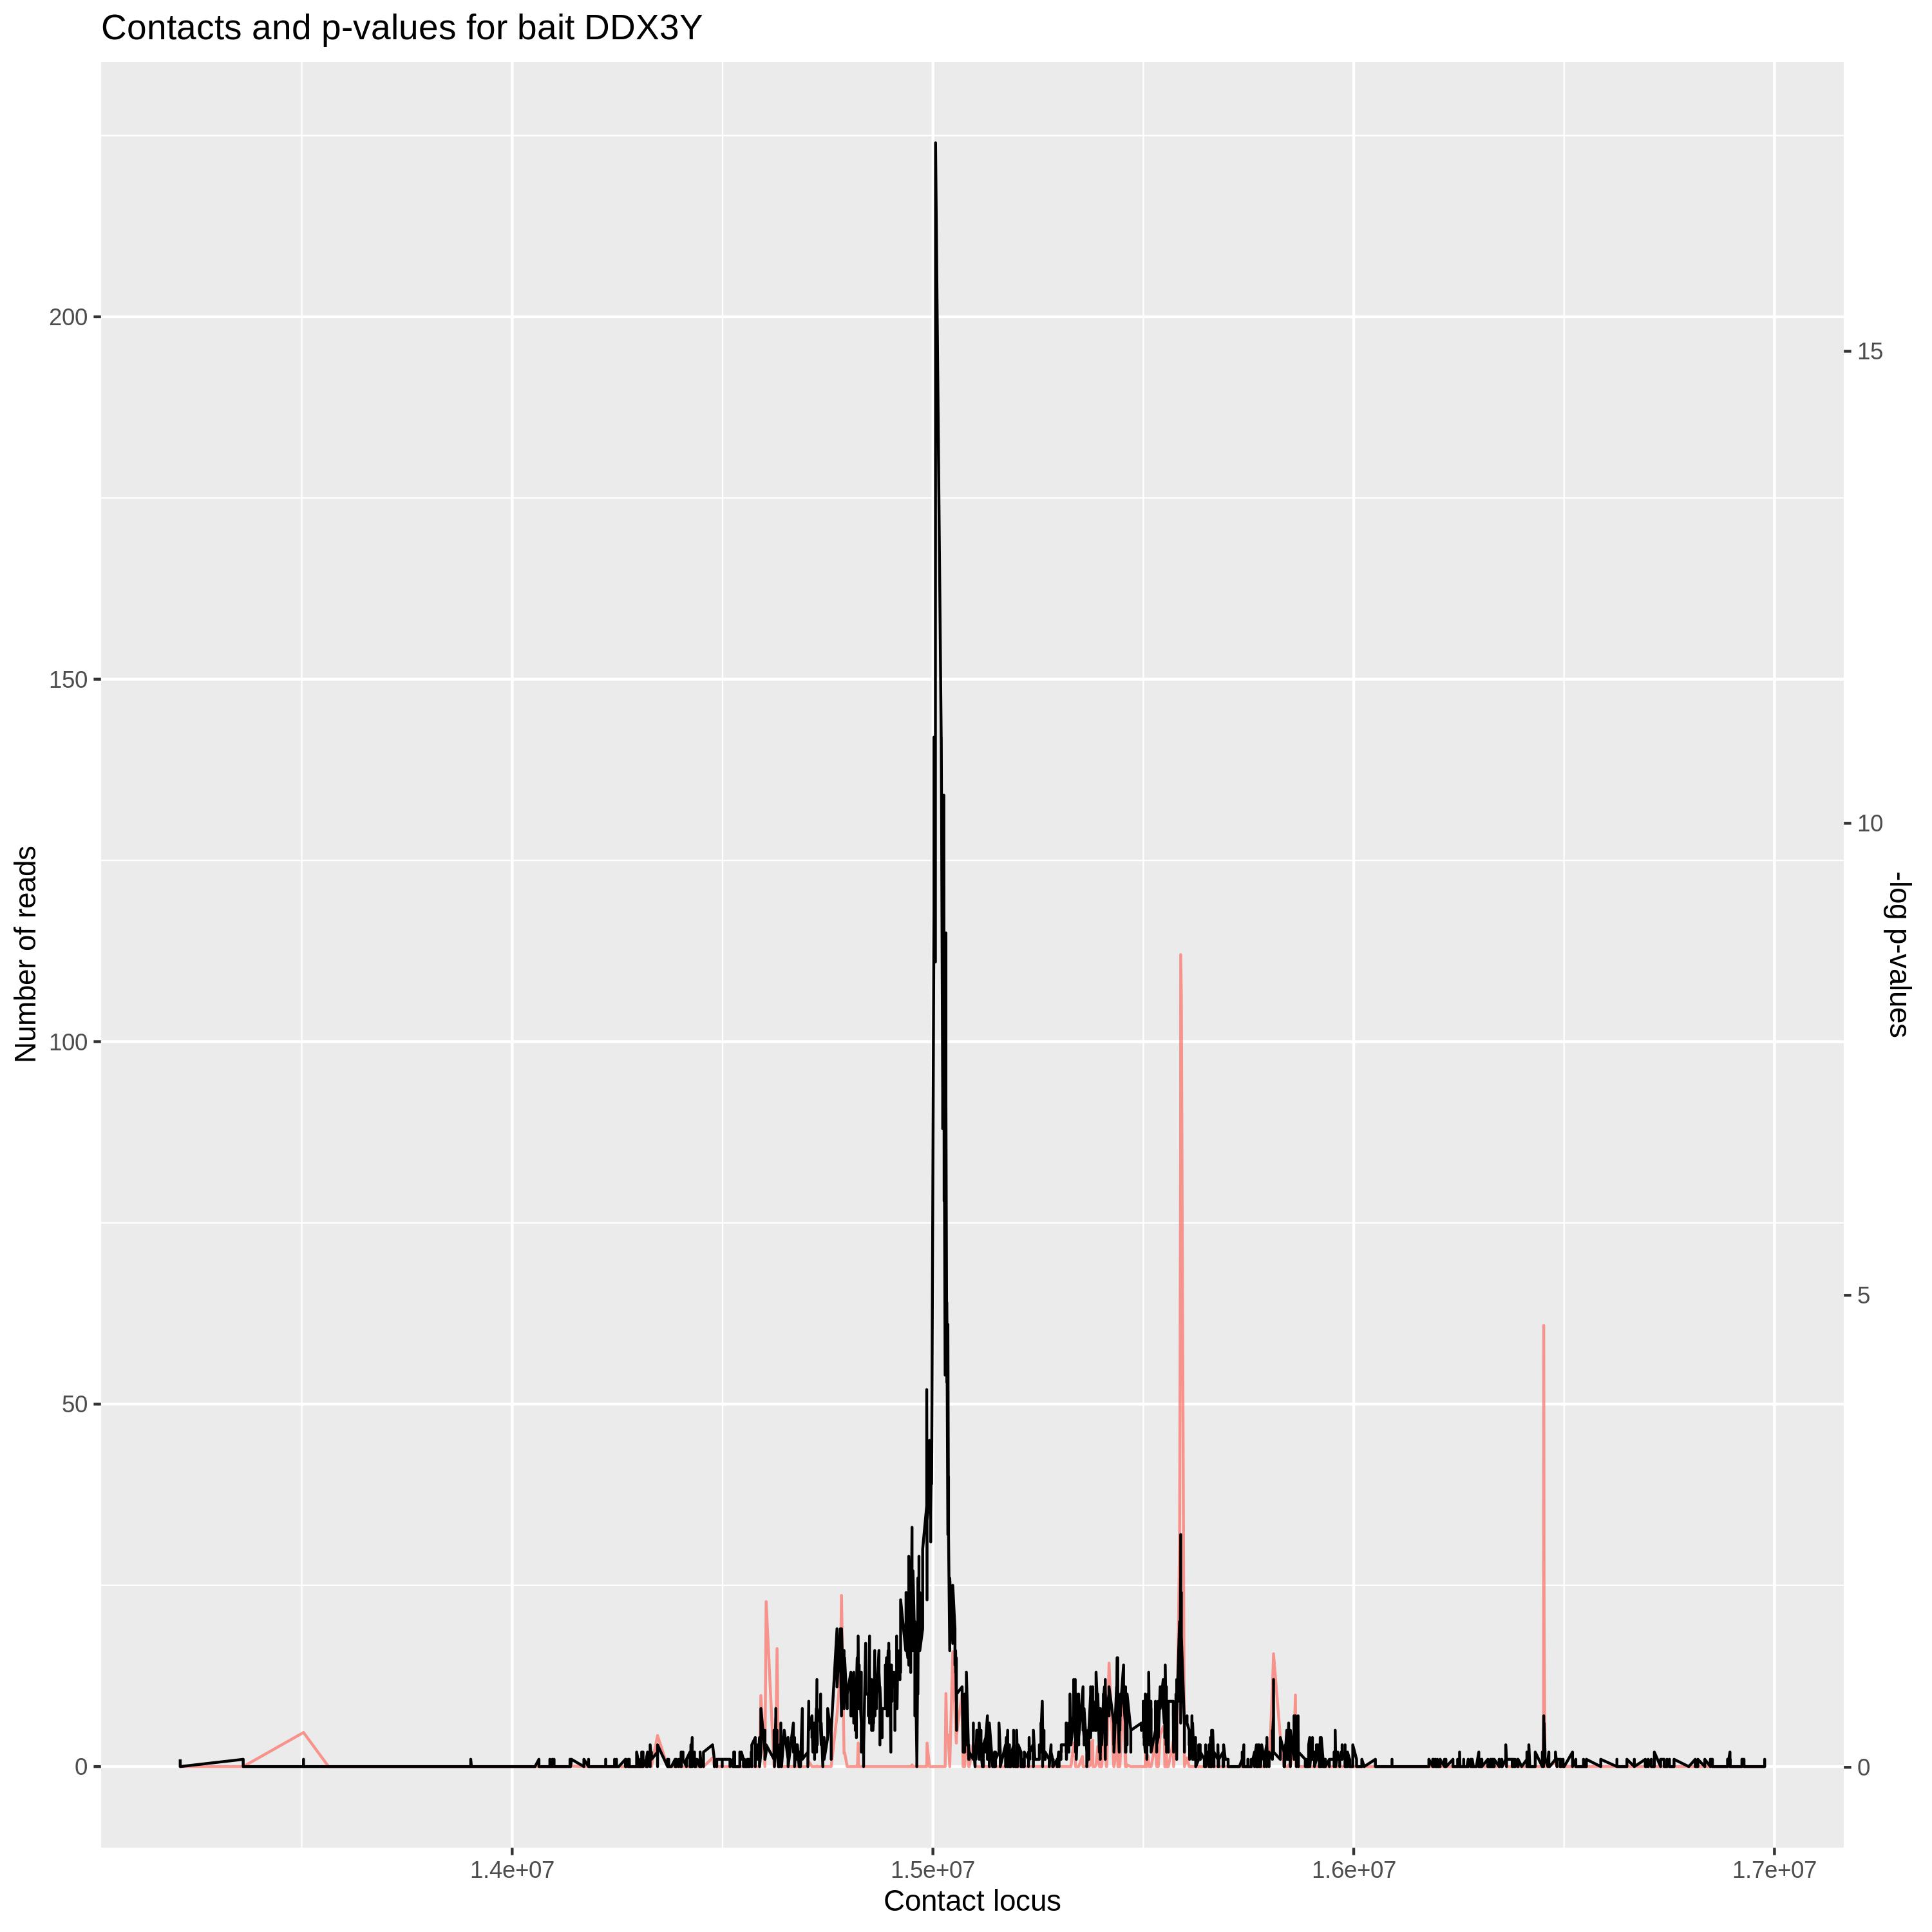 Contacts and p-values for bait DDX3Y
Number of reads
200
150
100
50
0
15
10
5
0
-log p-values
1.4e+07
1.5e+07
1.6e+07
1.7e+07
Contact locus